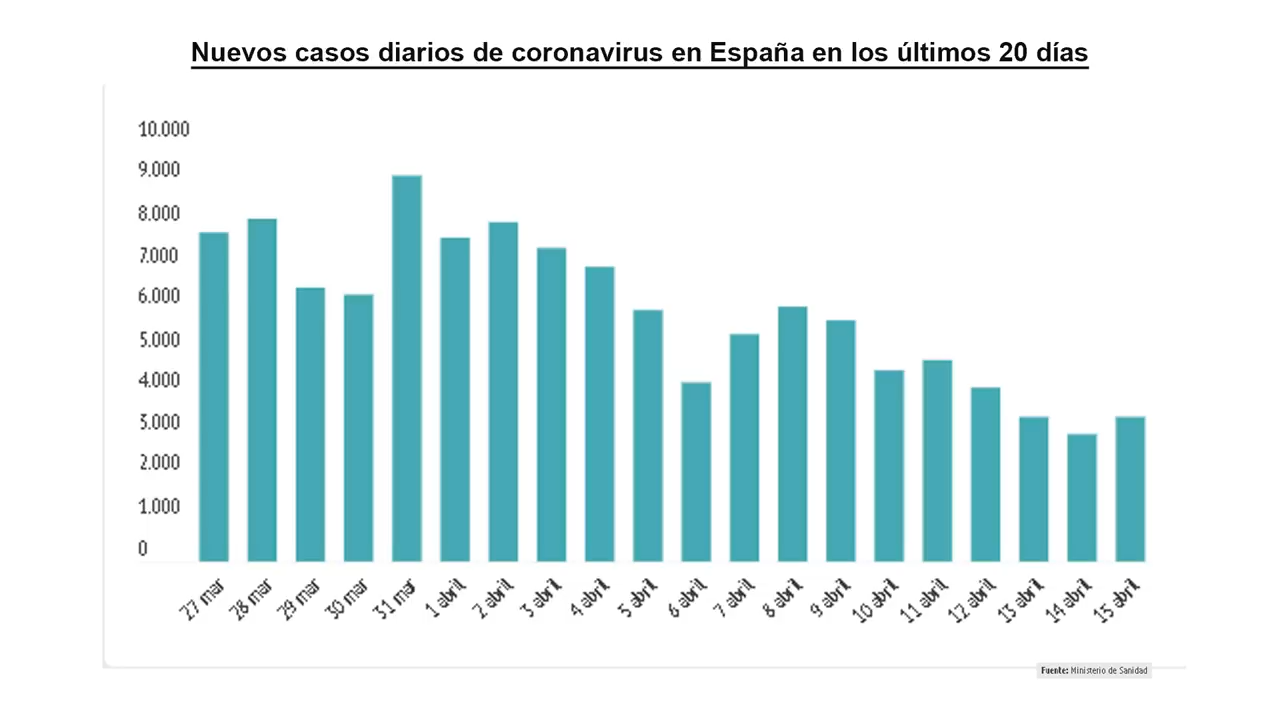 Nuevos casos diarios de coronavirus en España en los últimos 20 días
10.000
9.000
8.000
7.000
6.000
5.000
4.000
3.000
2.000
1.000
0
27 mar
28 mar
29 mar
30 mar
31 mar
1 abril
2 abril
3 abril
4 abril
5 abril
6 abril
7 abril
8 abril
9 abril
10 abril
11 abril
12 abril
13 abril
14 abril
15 abril
Fuente: Ministerio de Sanidad